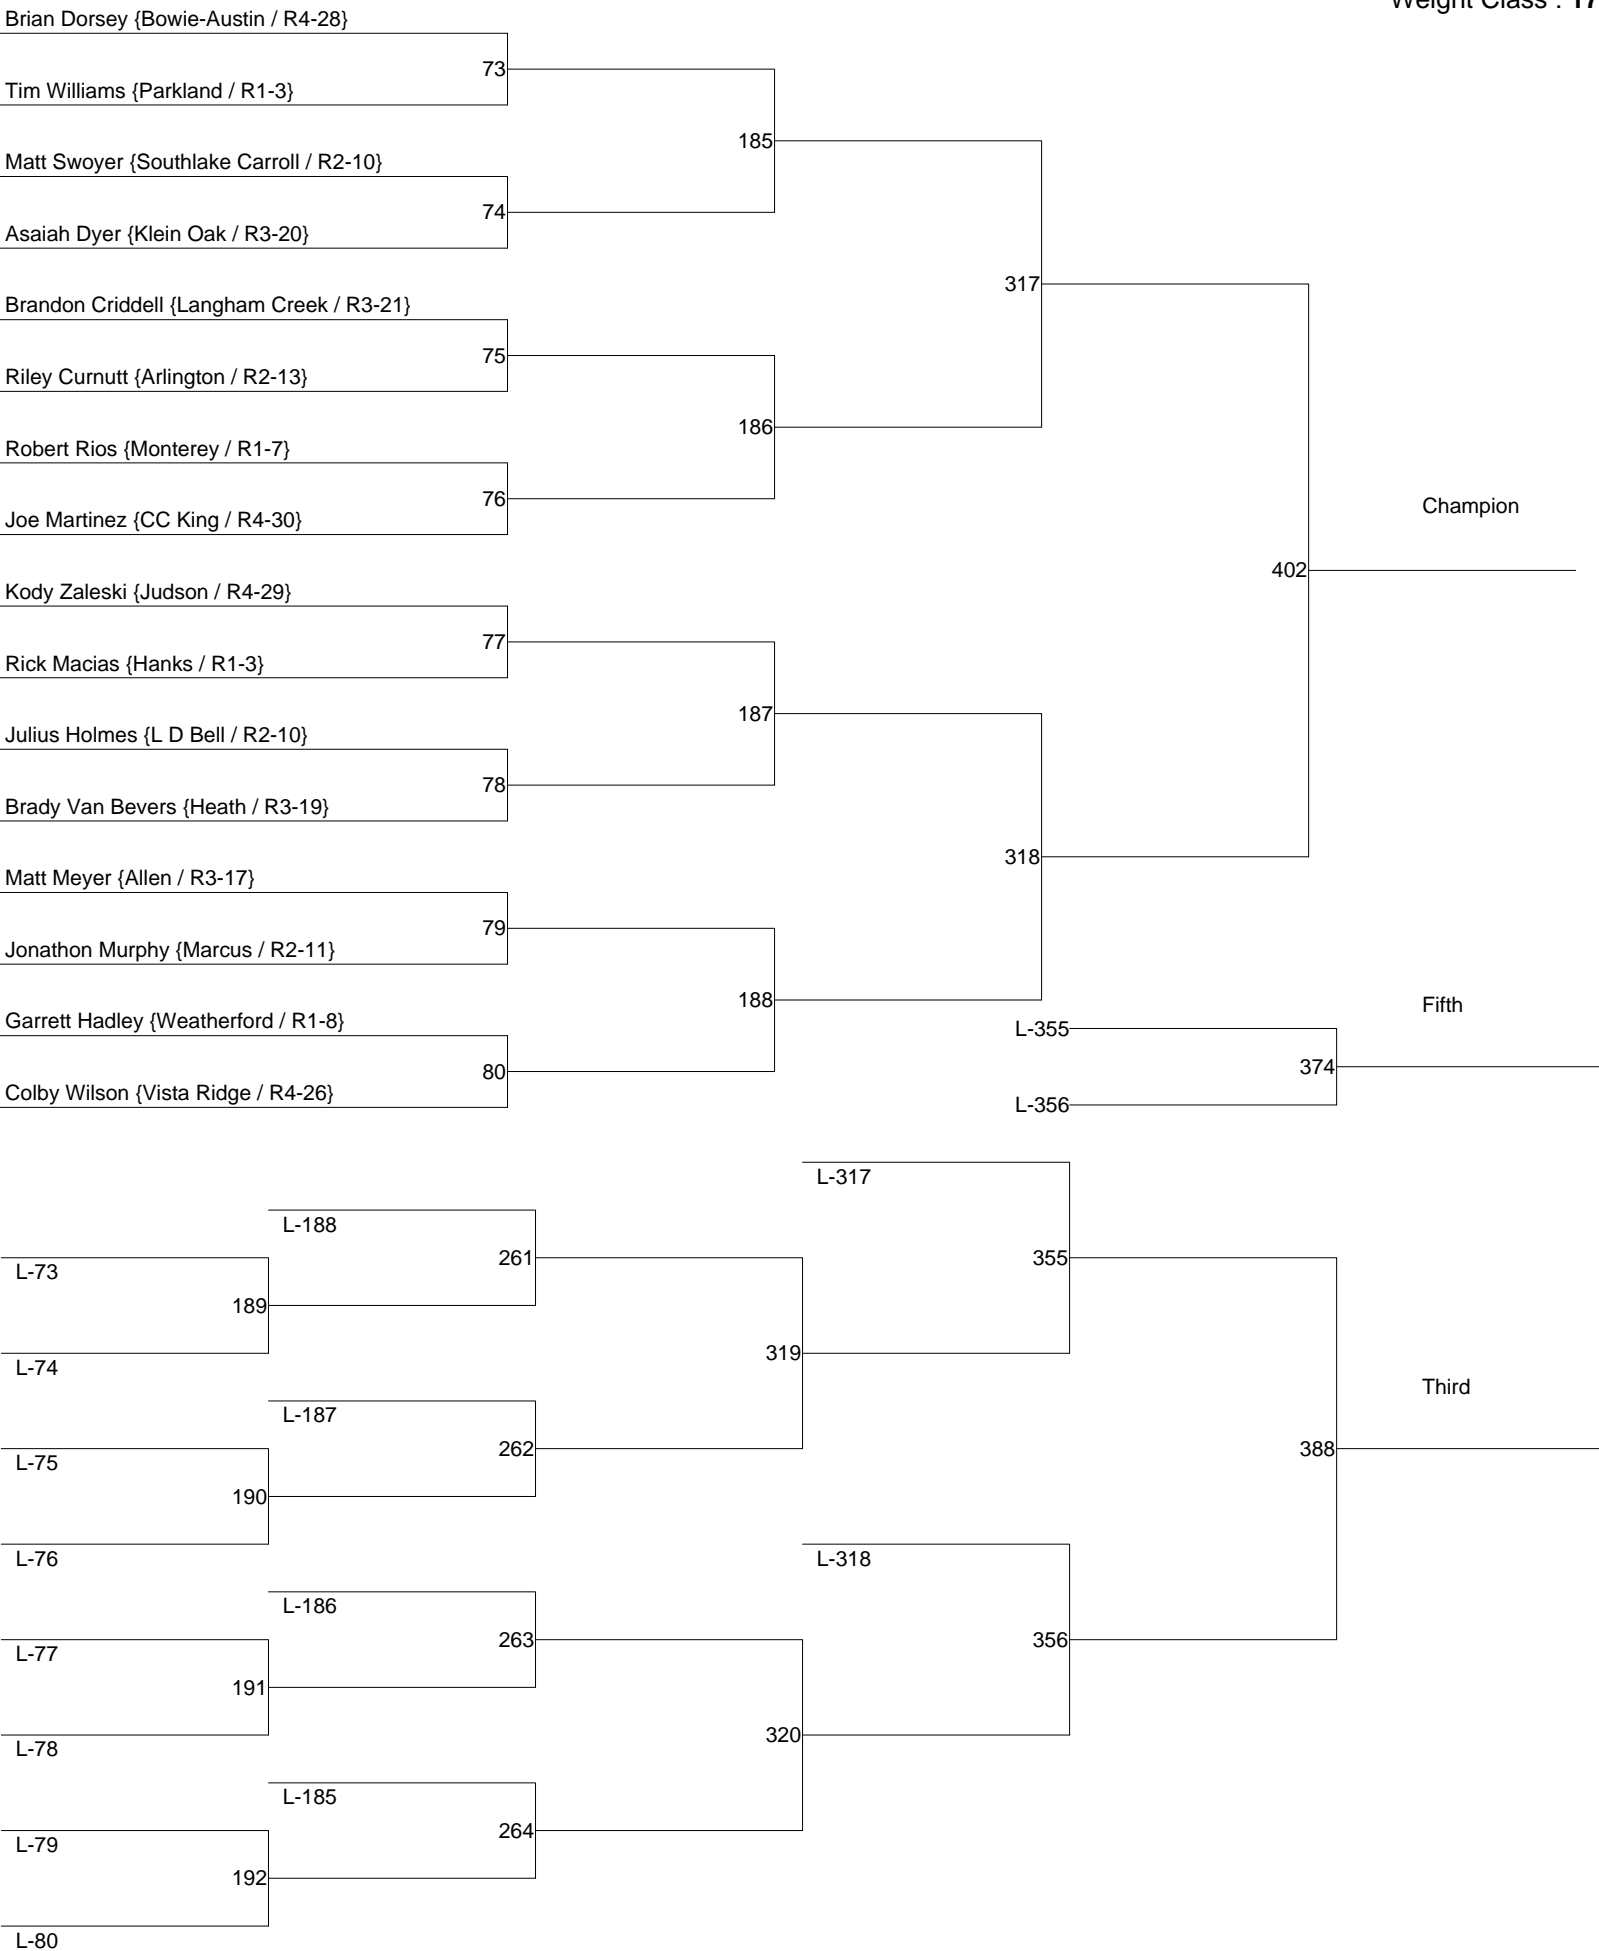 Weight Class : 17
Brian Dorsey {Bowie-Austin / R4-28}
73
Tim Williams {Parkland / R1-3}
185
Matt Swoyer {Southlake Carroll / R2-10}
74
Asaiah Dyer {Klein Oak / R3-20}
317
Brandon Criddell {Langham Creek / R3-21}
75
Riley Curnutt {Arlington / R2-13}
186
Robert Rios {Monterey / R1-7}
76
Joe Martinez {CC King / R4-30}
Champion
402
Kody Zaleski {Judson / R4-29}
77
Rick Macias {Hanks / R1-3}
187
Julius Holmes {L D Bell / R2-10}
78
Brady Van Bevers {Heath / R3-19}
318
Matt Meyer {Allen / R3-17}
79
Jonathon Murphy {Marcus / R2-11}
188
Fifth
Garrett Hadley {Weatherford / R1-8}
L-355
80
374
Colby Wilson {Vista Ridge / R4-26}
L-356
L-317
L-188
261
355
L-73
189
319
L-74
Third
L-187
262
388
L-75
190
L-76
L-318
L-186
263
356
L-77
191
320
L-78
L-185
264
L-79
192
L-80